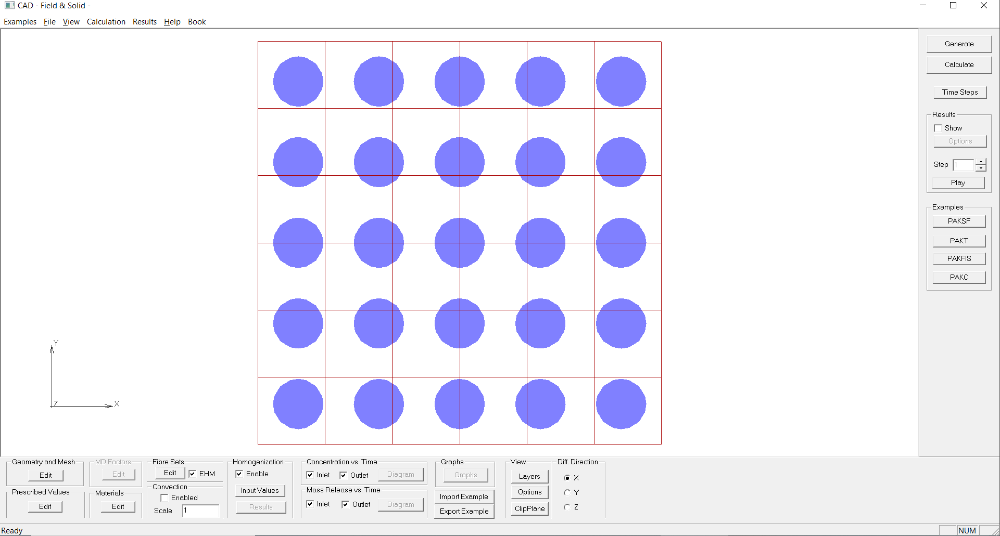 CAD - Field & Solid -
Examples File View Calculation Results Help Book
Generate
Calculate
Time Steps
Results
Show
Options
Step 1
Play
Examples
PAKSF
PAKT
PAKFIS
PAKC
Y
Z
X
Geometry and Mesh
Edit
Prescribed Values
Edit
MD Factors
Edit
Materials
Edit
Fibre Sets
Edit EHM
Convection
Enabled
Scale 1
Homogenization
Enable
Input Values
Results
Concentration vs. Time
Inlet Outlet Diagram
Mass Release vs. Time
Inlet Outlet Diagram
Graphs
Graphs
Import Example
Export Example
View
Layers
Options
ClipPlane
Diff. Direction
X
Y
Z
Ready
NUM